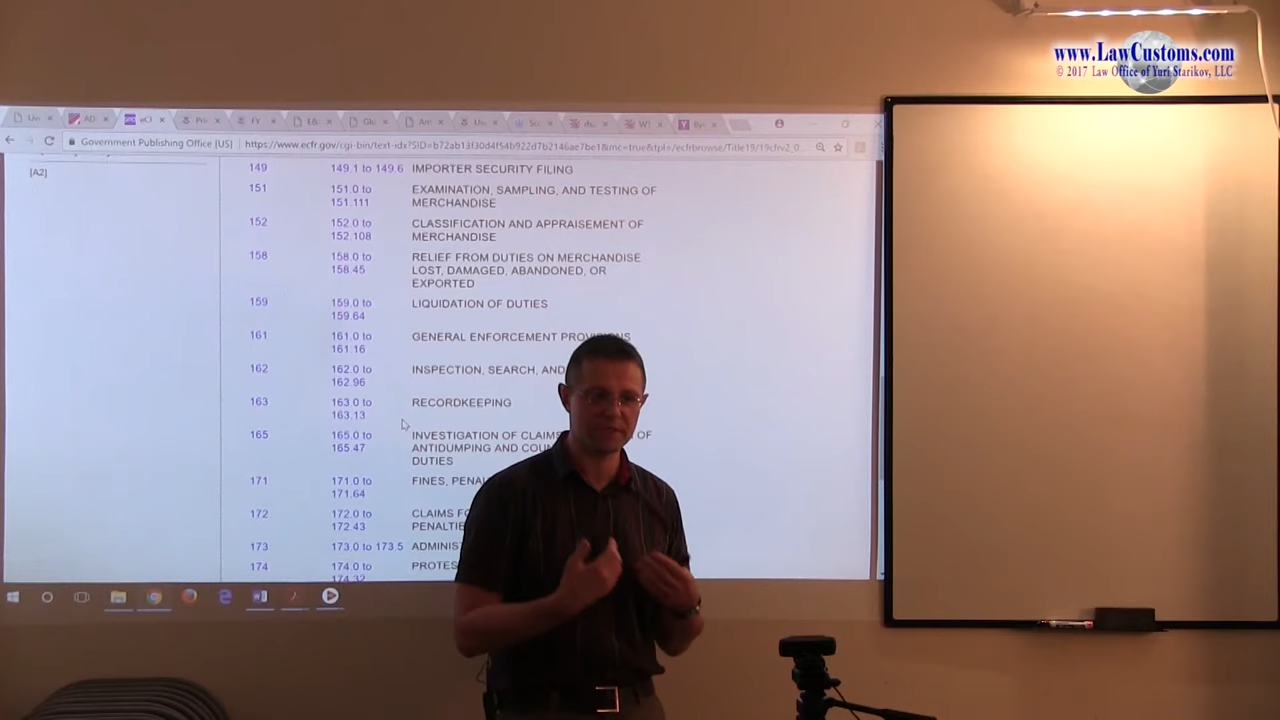 www.LawCustoms.com
© 2017 Law Office of Yuri Starikov, LLC
AD
eCF
FY
Government Publishing Office [US]
https://www.ecfr.gov/cgi-bin/text-idx?SID=b72ab13f30d4f54b922d7b2146ae7be1&mc=true&tpl=/ecfrbrowse/Title19/19cfrv2_0...
[A2]
149 149.1 to 149.6 IMPORTER SECURITY FILING
151 151.0 to EXAMINATION, SAMPLING, AND TESTING OF
151.111 MERCHANDISE
152 152.0 to CLASSIFICATION AND APPRAISEMENT OF
152.108 MERCHANDISE
158 158.0 to RELIEF FROM DUTIES ON MERCHANDISE
158.45 LOST, DAMAGED, ABANDONED, OR
EXPORTED
159 159.0 to LIQUIDATION OF DUTIES
159.64
161 161.0 to GENERAL ENFORCEMENT PROVISIONS
161.16
162 162.0 to INSPECTION, SEARCH, AND
162.96
163 163.0 to RECORDKEEPING
163.13
165 165.0 to INVESTIGATION OF CLAIMS OF
165.47 ANTIDUMPING AND COUN
DUTIES
171 171.0 to FINES, PENAL
171.64
172 172.0 to CLAIMS FO
172.43 PENALTIE
173 173.0 to 173.5 ADMINIST
174 174.0 to PROTES
174.32